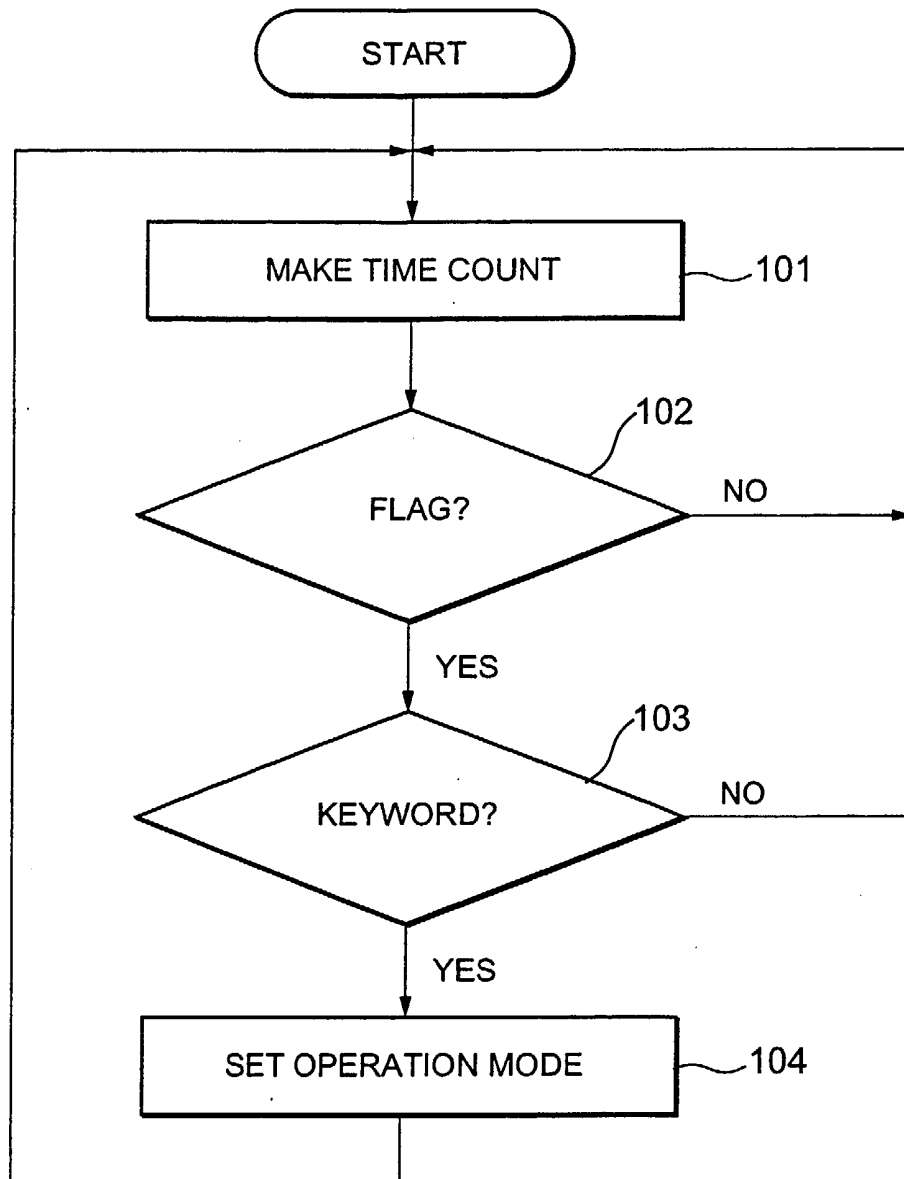 START
MAKE TIME COUNT
101
102
FLAG?
NO
YES
103
KEYWORD?
NO
YES
SET OPERATION MODE
104